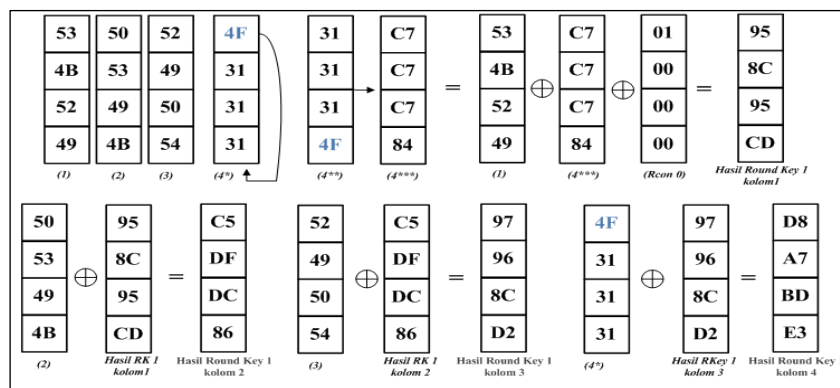 53 50 52 4F 31 C7 53 C7 01 95
4B 53 49 31 31 C7 4B C7 00 8C
= ⊕ ⊕ =
52 49 50 31 31 C7 52 C7 00 95
49 4B 54 31 4F 84 49 84 00 CD
(1) (2) (3) (4*) (4**) (4***) (1) (4***) (Rcon 0) Hasil Round Key 1
kolom1
50 95 C5 52 C5 97 4F 97 D8
53 8C DF 49 DF 96 31 96 A7
⊕ = ⊕ = ⊕ =
49 95 DC 50 DC 8C 31 8C BD
4B CD 86 54 86 D2 31 D2 E3
(2) Hasil RK 1 Hasil Round Key 1 (3) Hasil RK 1 Hasil Round Key 1 (4*) Hasil RKey 1 Hasil Round Key
kolom1 kolom 2 kolom 2 kolom 3 kolom 3 kolom 4